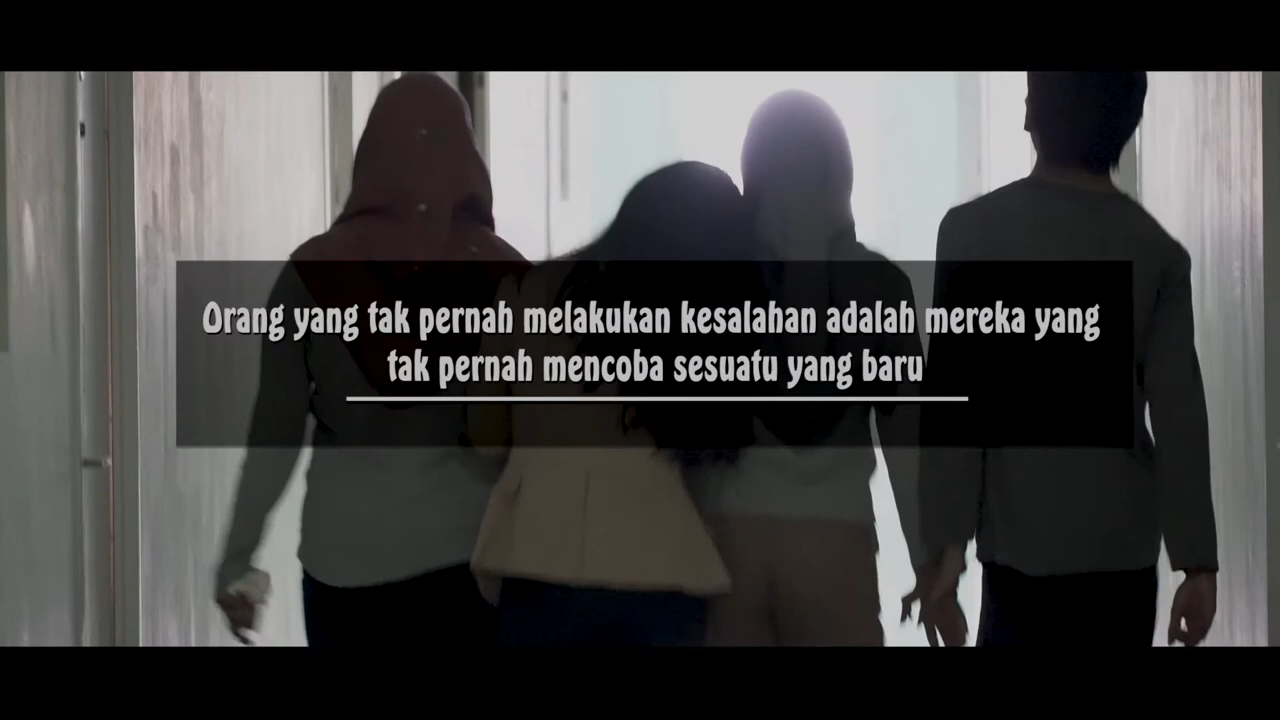 Orang yang tak pernah melakukan kesalahan adalah mereka yang
tak pernah mencoba sesuatu yang baru